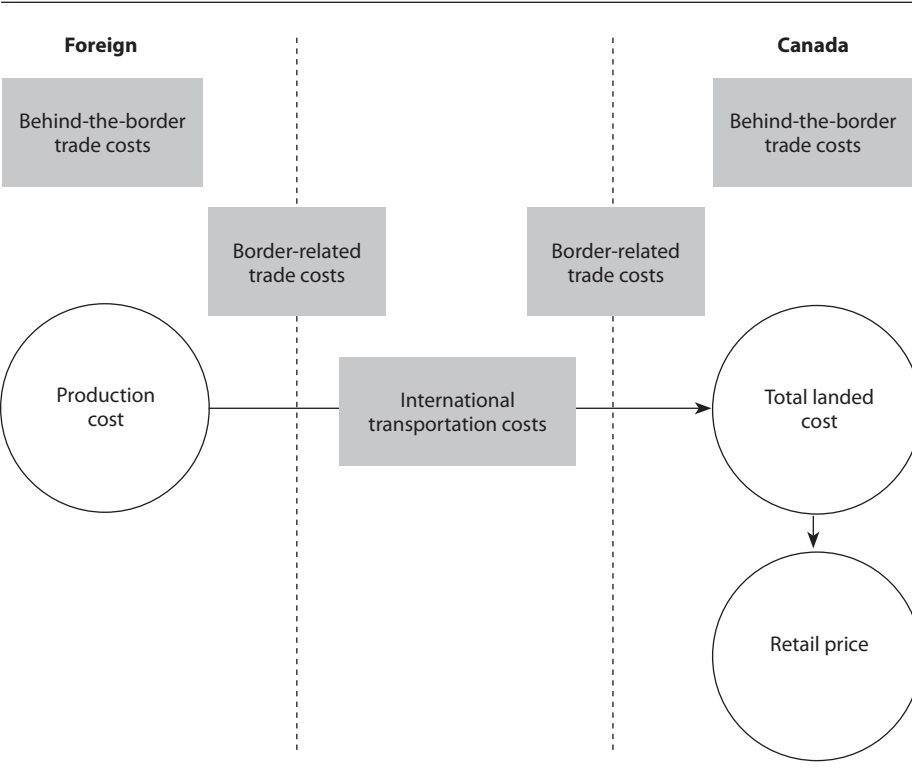 Foreign
Canada
Behind-the-border
trade costs
Behind-the-border
trade costs
Border-related
trade costs
Border-related
trade costs
Production
cost
International
transportation costs
Total landed
cost
Retail price